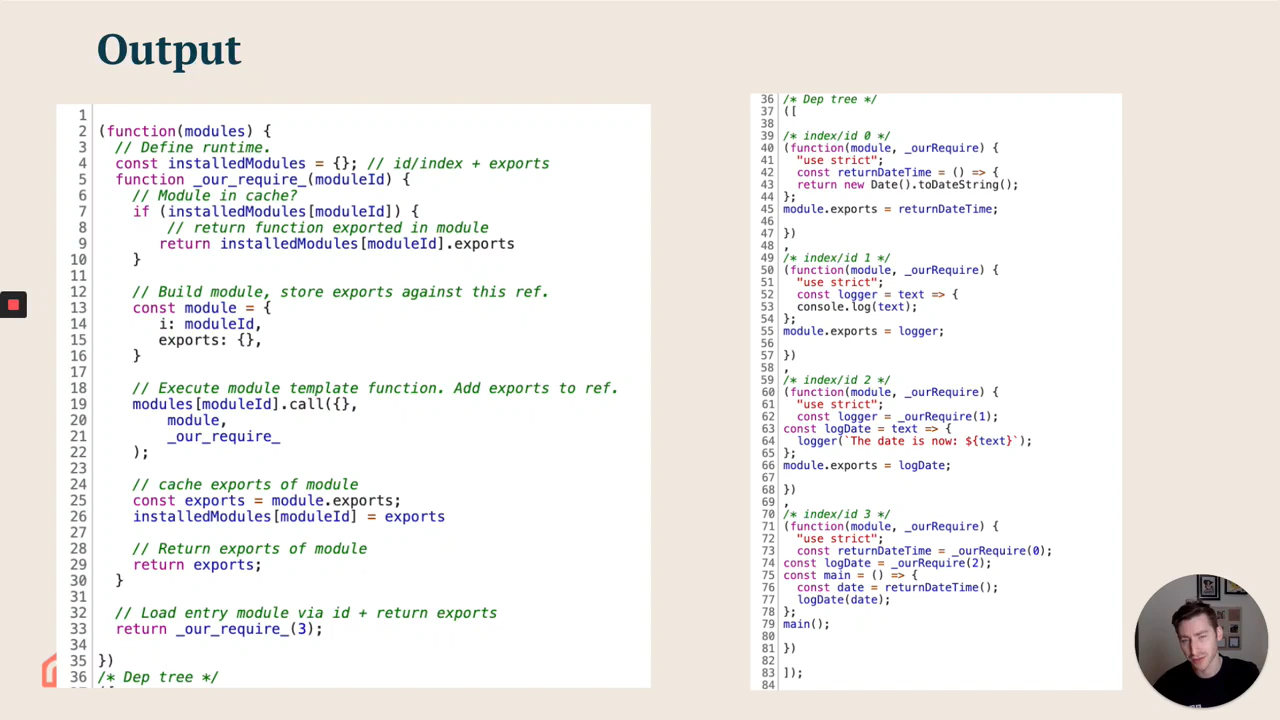 Output
1
2 (function(modules) {
3 // Define runtime.
4 const installedModules = {}; // id/index + exports
5 function _our_require_(moduleId) {
6 // Module in cache?
7 if (installedModules[moduleId]) {
8 // return function exported in module
9 return installedModules[moduleId].exports
10 }
11
12 // Build module, store exports against this ref.
13 const module = {
14 i: moduleId,
15 exports: {},
16 }
17
18 // Execute module template function. Add exports to ref.
19 modules[moduleId].call({},
20 module,
21 _our_require_
22 );
23
24 // cache exports of module
25 const exports = module.exports;
26 installedModules[moduleId] = exports
27
28 // Return exports of module
29 return exports;
30 }
31
32 // Load entry module via id + return exports
33 return _our_require_(3);
34
35 })
36 /* Dep tree */
36 /* Dep tree */
37 ([
38
39 /* index/id 0 */
40 (function(module, _ourRequire) {
41 "use strict";
42 const returnDateTime = () => {
43 return new Date().toDateString();
44 };
45 module.exports = returnDateTime;
46
47 })
48 ,
49 /* index/id 1 */
50 (function(module, _ourRequire) {
51 "use strict";
52 const logger = text => {
53 console.log(text);
54 };
55 module.exports = logger;
56
57 })
58 ,
59 /* index/id 2 */
60 (function(module, _ourRequire) {
61 "use strict";
62 const logger = _ourRequire(1);
63 const logDate = text => {
64 logger(`The date is now: ${text}`);
65 };
66 module.exports = logDate;
67
68 })
69 ,
70 /* index/id 3 */
71 (function(module, _ourRequire) {
72 "use strict";
73 const returnDateTime = _ourRequire(0);
74 const logDate = _ourRequire(2);
75 const main = () => {
76 const date = returnDateTime();
77 logDate(date);
78 };
79 main();
80
81 })
82
83 ]);
84